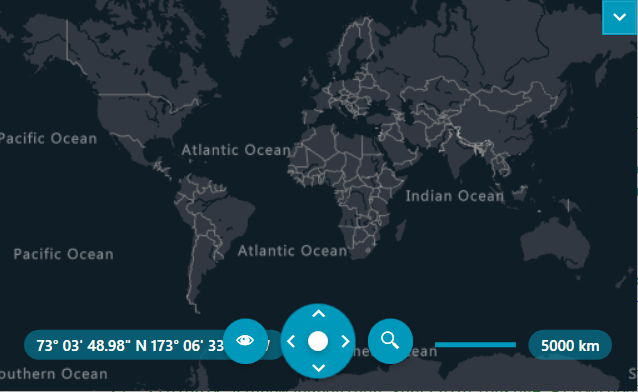 Pacific Ocean
Atlantic Ocean
Indian Ocean
Pacific Ocean
Atlantic Ocean
73° 03' 48.98" N 173° 06' 33
5000 km
outhern Ocean